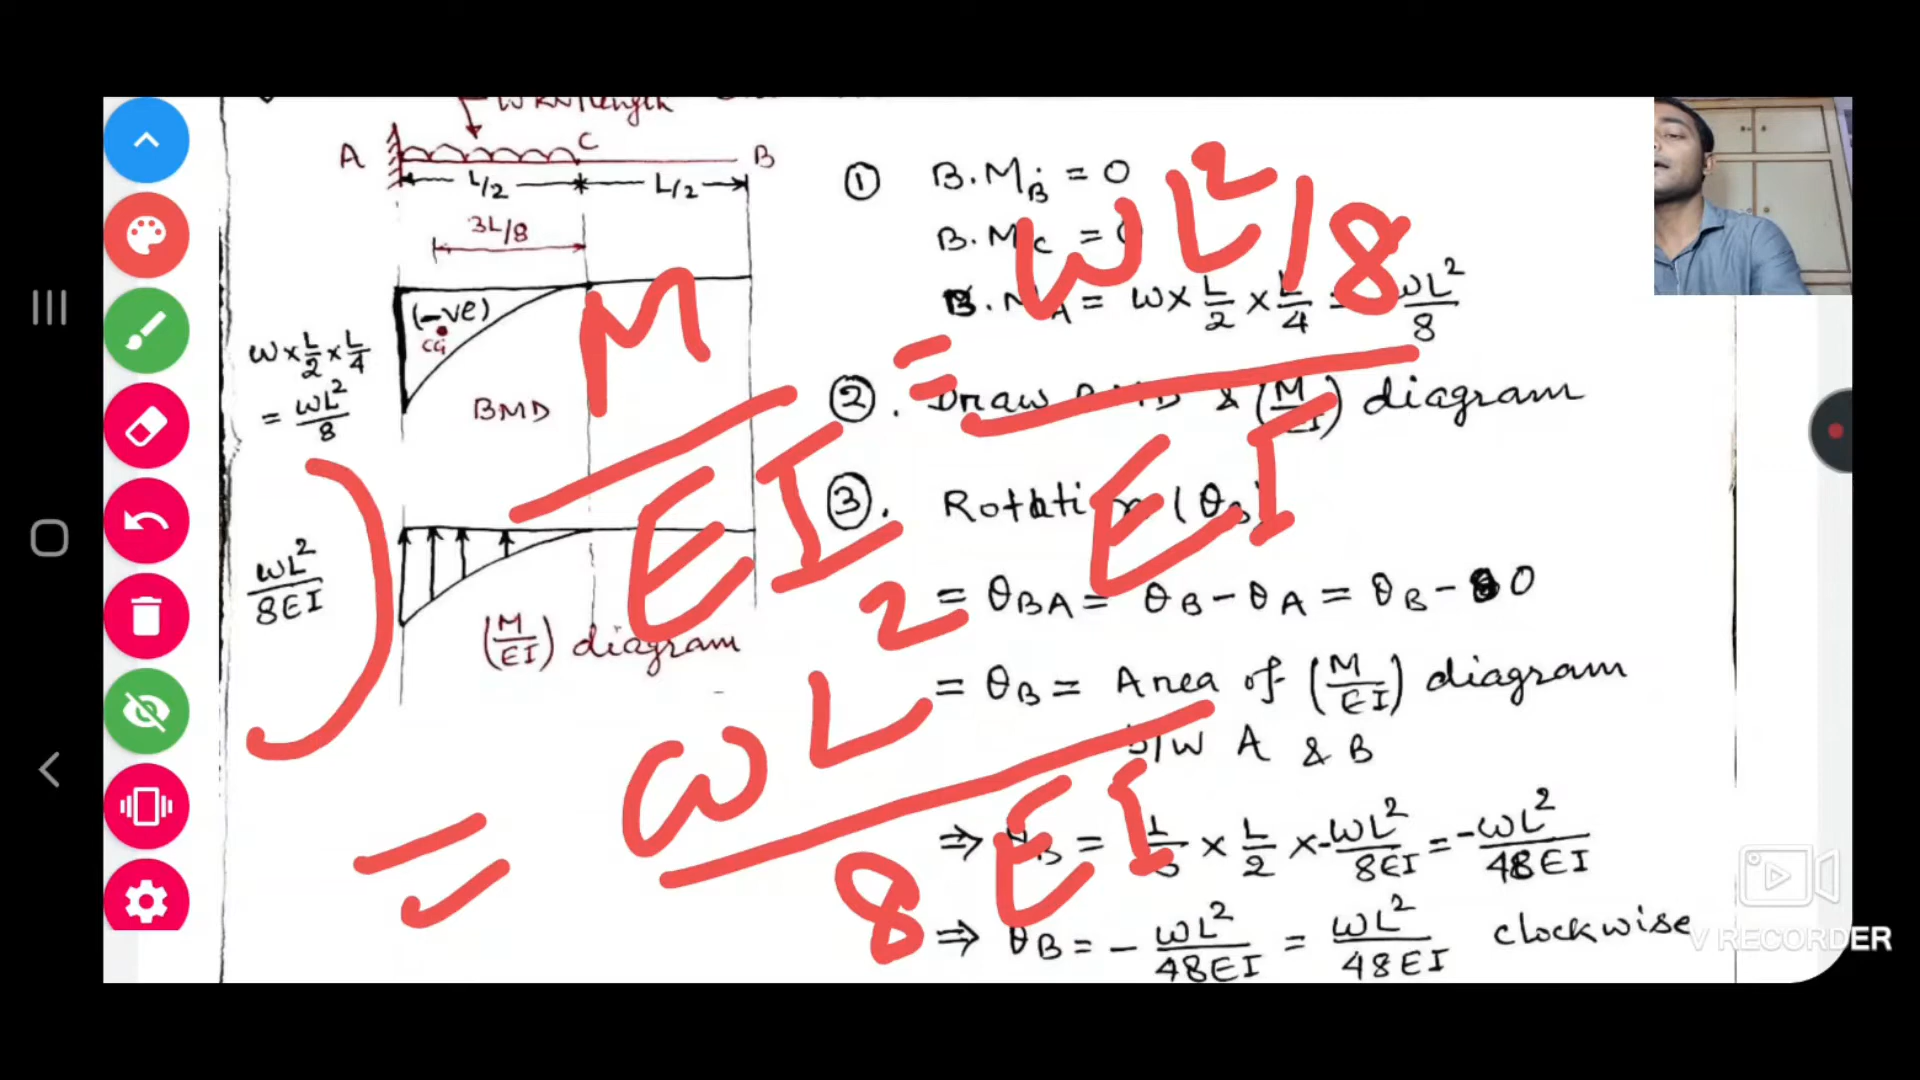 W KN/length
A C B
L/2 L/2
3L/8
(-ve)
CG
W×L/2×L/4
= WL²/8
BMD
WL²/8EI
(M/EI) diagram
① B.M_B = 0
B.M_C = 0
B.M_A = W×L/2×L/4 = WL²/8
②. Draw BMD & (M/EI) diagram
③. Rotation (θ_B)
= θ_BA = θ_B - θ_A = θ_B - 0
= θ_B = Area of (M/EI) diagram
b/w A & B
⇒ θ_B = × L/2 × -WL²/8EI = -WL²/48EI
⇒ θ_B = - WL²/48EI = WL²/48EI clockwise
M/EI = WL²/8/EI
= WL²/8EI
V RECORDER